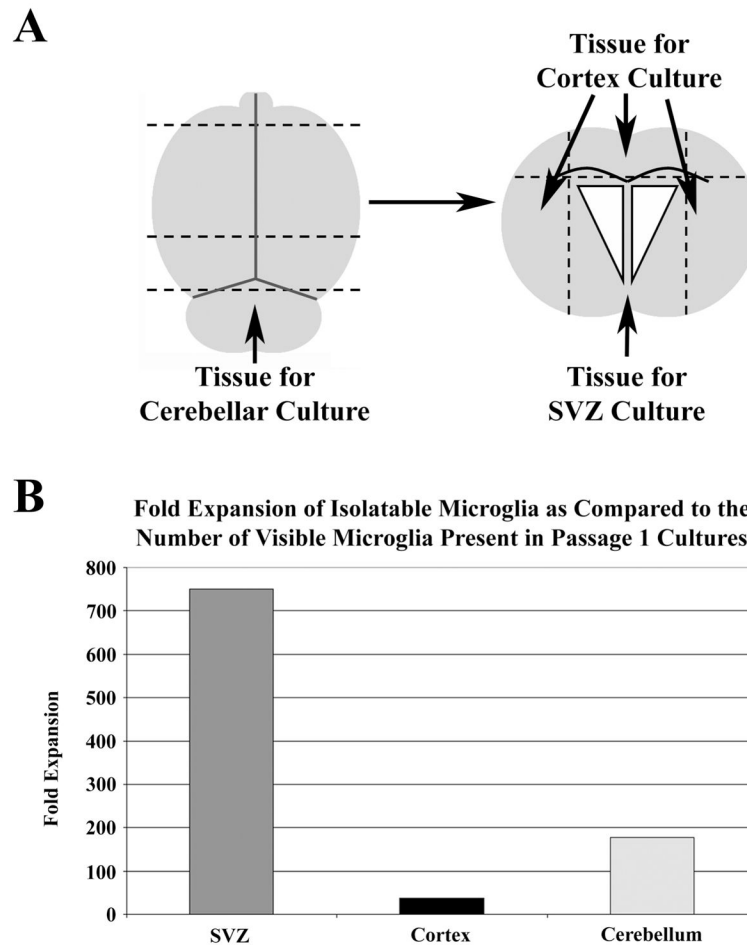 A
Tissue for
Cortex Culture
Tissue for
Cerebellar Culture
Tissue for
SVZ Culture
B
Fold Expansion of Isolatable Microglia as Compared to the
Number of Visible Microglia Present in Passage 1 Cultures
Fold Expansion
800
700
600
500
400
300
200
100
0
SVZ
Cortex
Cerebellum